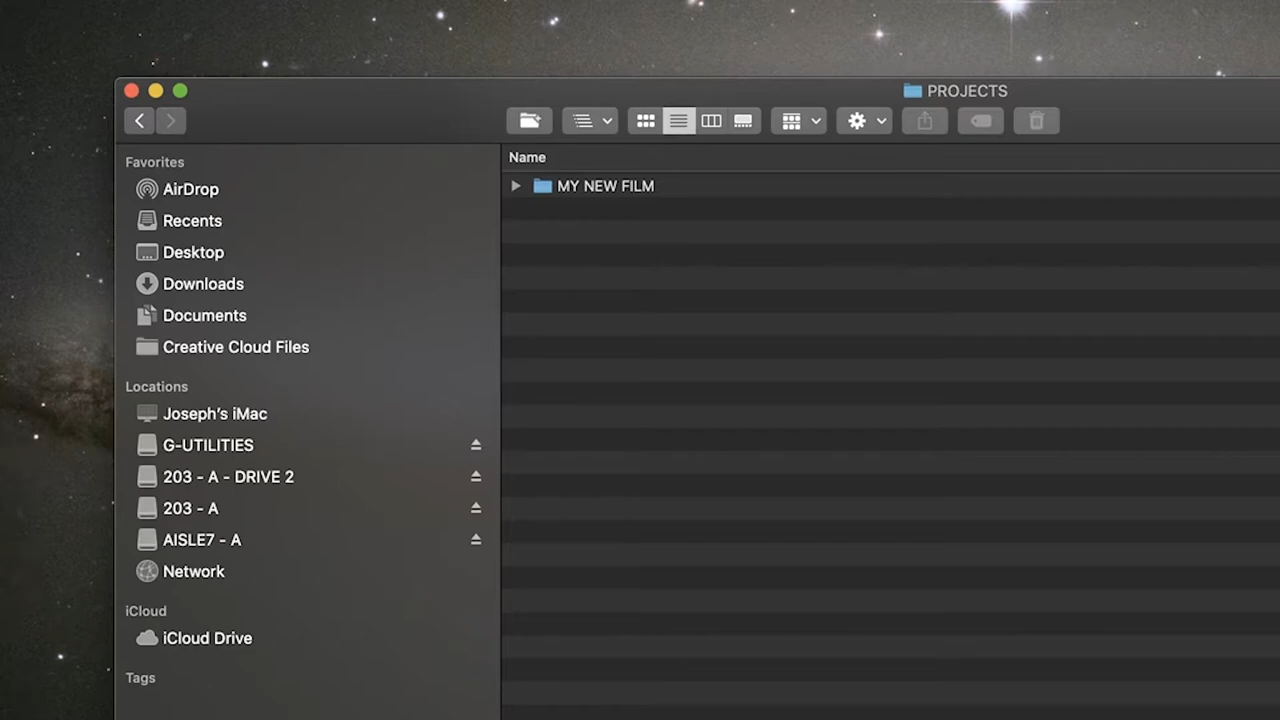 PROJECTS
Favorites
AirDrop
Recents
Desktop
Downloads
Documents
Creative Cloud Files
Locations
Joseph's iMac
G-UTILITIES
203 - A - DRIVE 2
203 - A
AISLE7 - A
Network
iCloud
iCloud Drive
Tags
Name
MY NEW FILM